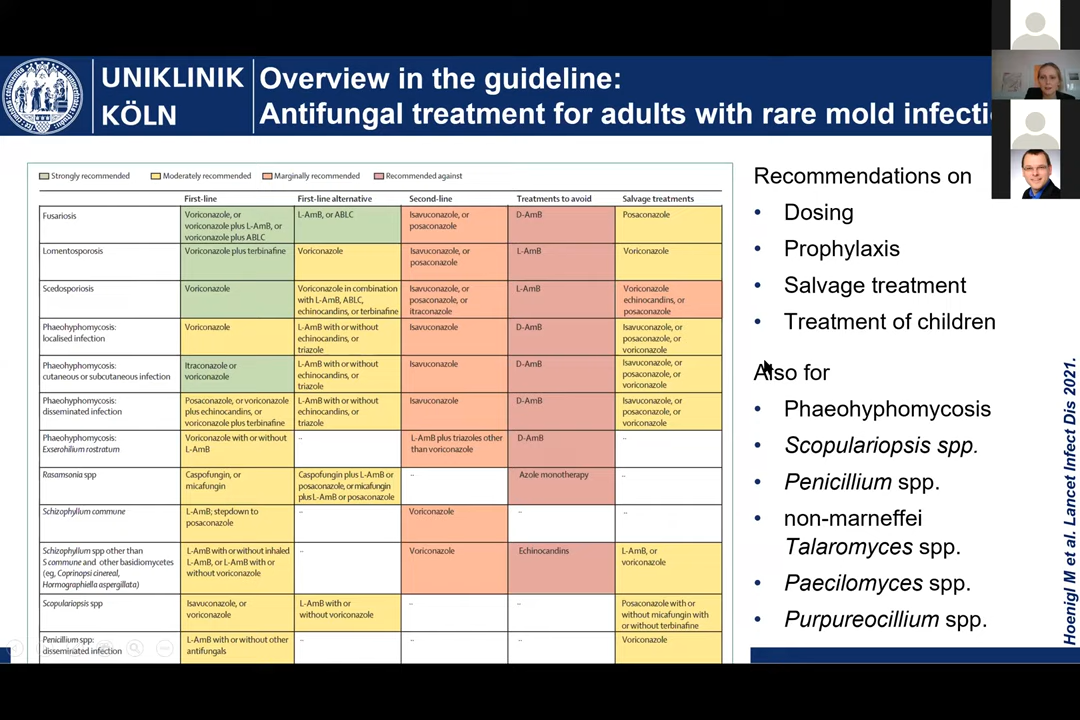 UNIKLINIK
KÖLN
Overview in the guideline:
Antifungal treatment for adults with rare mold infecti
Strongly recommended Moderately recommended Marginally recommended Recommended against
First-line First-line alternative Second-line Treatments to avoid Salvage treatments
Fusariosis
Voriconazole, or
voriconazole plus L-AmB, or
voriconazole plus ABLC
L-AmB, or ABLC
Isavuconazole, or
posaconazole
D-AmB
Posaconazole
Lomentosporosis
Voriconazole plus terbinafine
Voriconazole
Isavuconazole, or
posaconazole
L-AmB
Voriconazole
Scedosporiosis
Voriconazole
Voriconazole in combination
with L-AmB, ABLC,
echinocandins, or terbinafine
Isavuconazole, or
posaconazole, or
itraconazole
L-AmB
Voriconazole
echinocandins, or
posaconazole
Phaeohyphomycosis:
localised infection
Voriconazole
L-AmB with or without
echinocandins, or
triazole
Isavuconazole
D-AmB
Isavuconazole, or
posaconazole, or
voriconazole
Phaeohyphomycosis:
cutaneous or subcutaneous infection
Itraconazole or
voriconazole
L-AmB with or without
echinocandins, or
triazole
Isavuconazole
D-AmB
Isavuconazole, or
posaconazole, or
voriconazole
Phaeohyphomycosis:
disseminated infection
Posaconazole, or voriconazole
plus echinocandins, or
voriconazole plus terbinafine
L-AmB with or without
echinocandins, or
triazole
Isavuconazole
D-AmB
Isavuconazole, or
posaconazole, or
voriconazole
Phaeohyphomycosis:
Exserohilium rostratum
Voriconazole with or without
L-AmB
..
L-AmB plus triazoles other
than voriconazole
D-AmB
..
Rasamsonia spp
Caspofungin, or
micafungin
Caspofungin plus L-AmB or
posaconazole, or micafungin
plus L-AmB or posaconazole
..
Azole monotherapy
..
Schizophyllum commune
L-AmB; stepdown to
posaconazole
..
Voriconazole
..
..
Schizophyllum spp other than
S commune and other basidiomycetes
(eg, Coprinopsi cinereal,
Hormographiella aspergillata)
L-AmB with or without inhaled
L-AmB, or L-AmB with or
without voriconazole
..
Voriconazole
Echinocandins
L-AmB, or
voriconazole
Scopulariopsis spp
Isavuconazole, or
voriconazole
L-AmB with or
without voriconazole
..
..
Posaconazole with or
without micafungin with
or without terbinafine
Penicillium spp:
disseminated infection
L-AmB with or without other
antifungals
..
..
..
Voriconazole
Recommendations on
• Dosing
• Prophylaxis
• Salvage treatment
• Treatment of children
Also for
• Phaeohyphomycosis
• Scopulariopsis spp.
• Penicillium spp.
• non-marneffei
Talaromyces spp.
• Paecilomyces spp.
• Purpureocillium spp.
Hoenigl M et al. Lancet Infect Dis 2021.